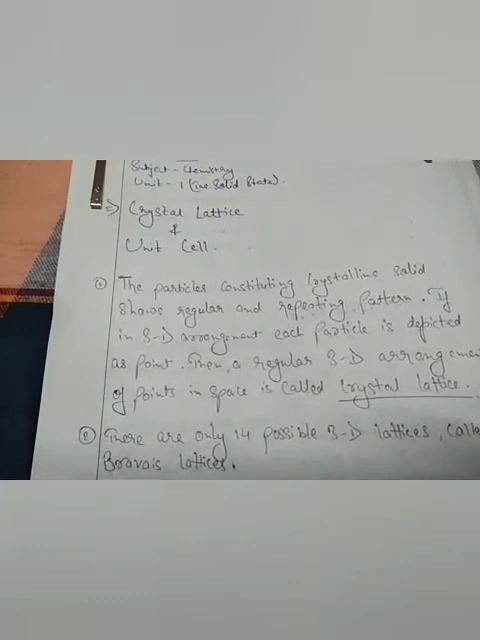 Subject - Chemistry
Unit - 1 (The Solid State).
⇒ Crystal Lattice
&
Unit Cell.
① The particles constituting Crystalline solid
shows regular and repeating pattern. If
in 3-D arrangement each particle is depicted
as point. Then, a regular 3-D arrangemen
of points in space is called Crystal lattice.
② There are only 14 possible 3-D lattices, calle
Bravais lattices.